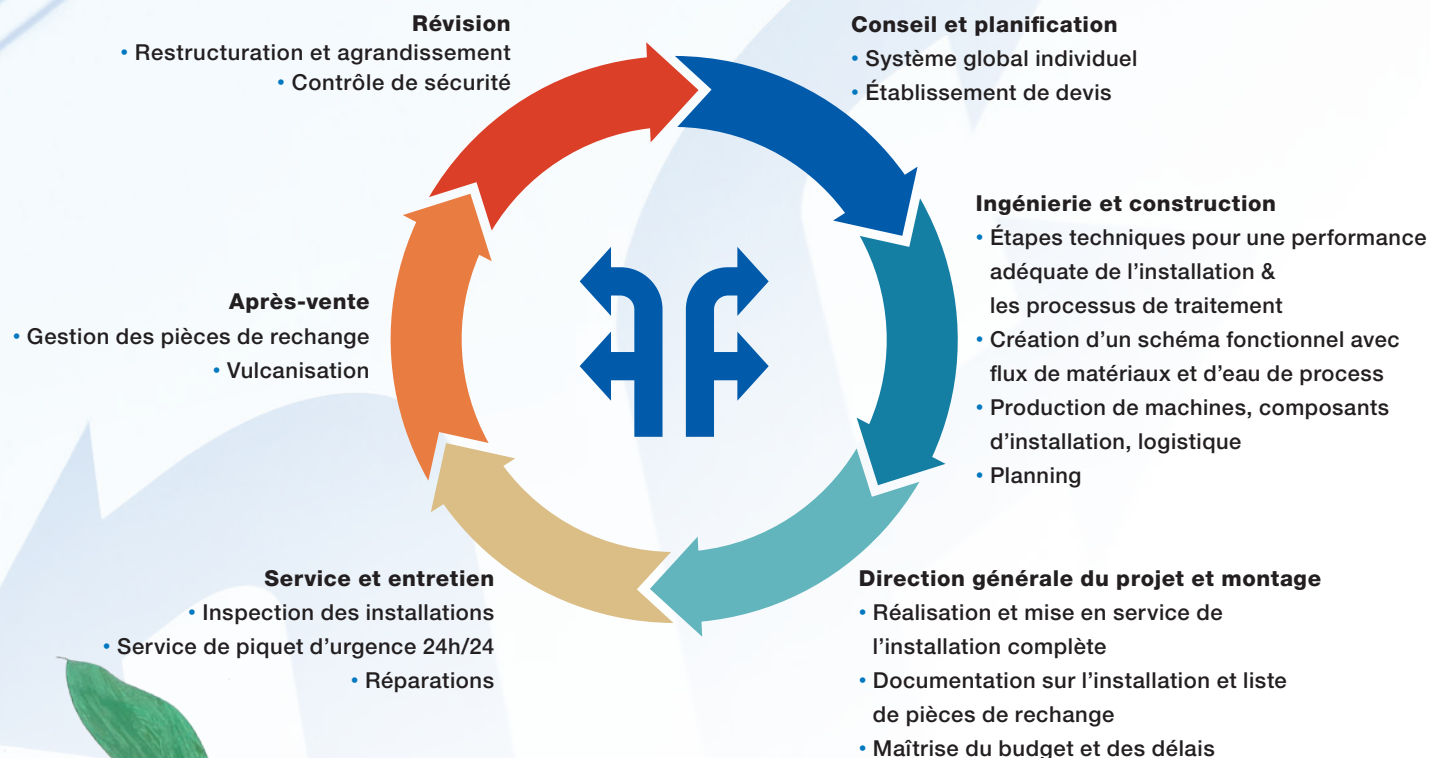 Révision
• Restructuration et agrandissement
• Contrôle de sécurité
Conseil et planification
• Système global individuel
• Établissement de devis
Ingénierie et construction
• Étapes techniques pour une performance
adéquate de l’installation &
les processus de traitement
• Création d’un schéma fonctionnel avec
flux de matériaux et d’eau de process
• Production de machines, composants
d’installation, logistique
• Planning
Direction générale du projet et montage
• Réalisation et mise en service de
l’installation complète
• Documentation sur l’installation et liste
de pièces de rechange
• Maîtrise du budget et des délais
Service et entretien
• Inspection des installations
• Service de piquet d’urgence 24h/24
• Réparations
Après-vente
• Gestion des pièces de rechange
• Vulcanisation